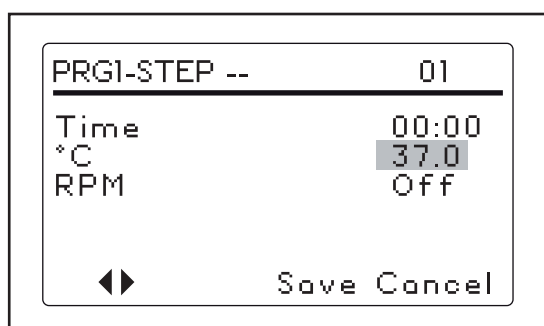 PRG1-STEP -- 01
Time 00:00
°C 37.0
RPM Off
Save Cancel